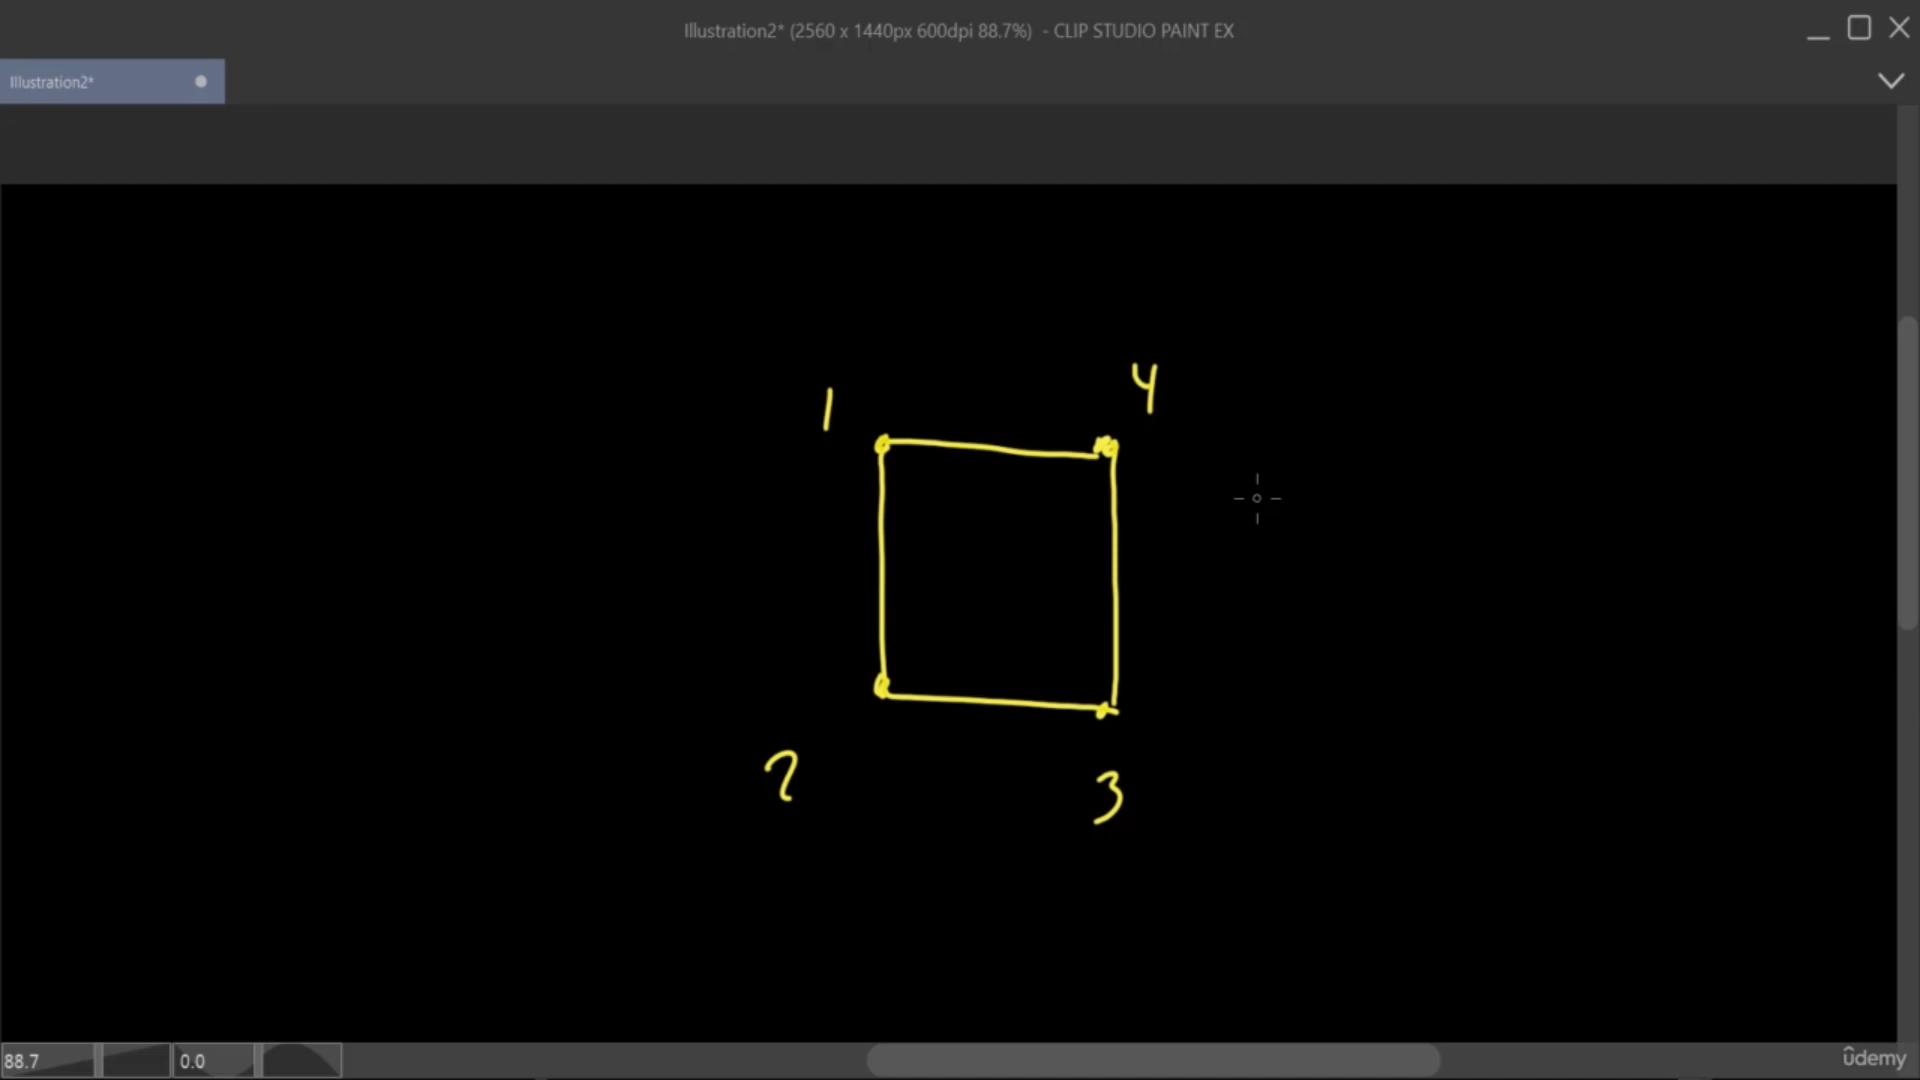 Illustration2* (2560 x 1440px 600dpi 88.7%) - CLIP STUDIO PAINT EX
Illustration2*
1 4
2 3
88.7 0.0
ûdemy